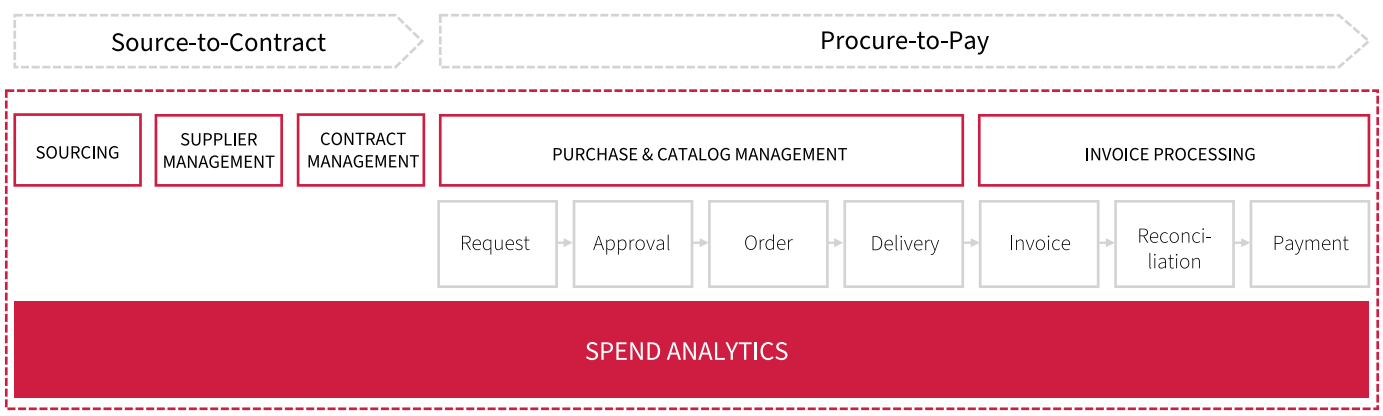 Source-to-Contract
Procure-to-Pay
SOURCING
SUPPLIER
MANAGEMENT
CONTRACT
MANAGEMENT
PURCHASE & CATALOG MANAGEMENT
INVOICE PROCESSING
Request
Approval
Order
Delivery
Invoice
Reconci-
liation
Payment
SPEND ANALYTICS